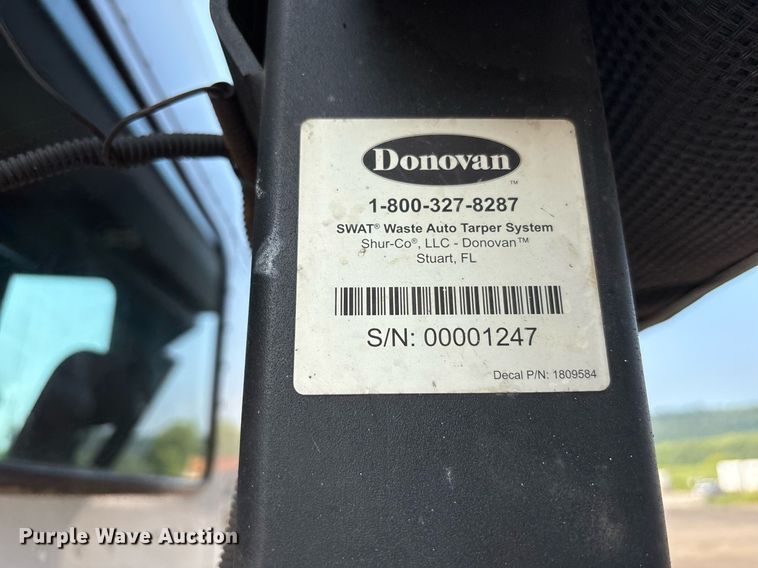 Donovan™
1-800-327-8287
SWAT® Waste Auto Tarper System
Shur-Co®, LLC - Donovan™
Stuart, FL
S/N: 00001247
Decal P/N: 1809584
Purple Wave Auction®